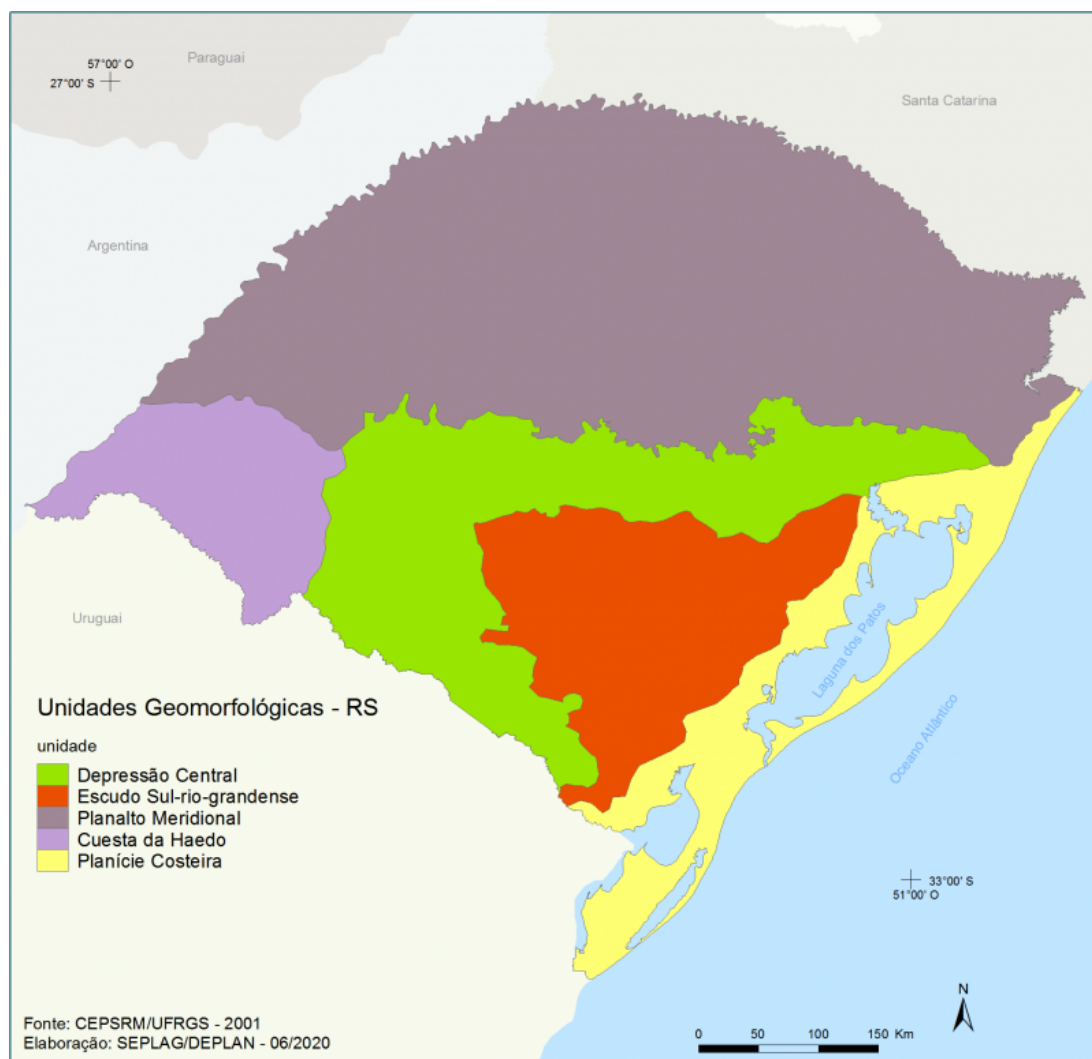 Paraguai
57°00' O
27°00' S
Santa Catarina
Argentina
Uruguai
Laguna dos Patos
Oceano Atlântico
Unidades Geomorfológicas - RS
unidade
Depressão Central
Escudo Sul-rio-grandense
Planalto Meridional
Cuesta da Haedo
Planície Costeira
33°00' S
51°00' O
N
0 50 100 150 Km
Fonte: CEPSRM/UFRGS - 2001
Elaboração: SEPLAG/DEPLAN - 06/2020